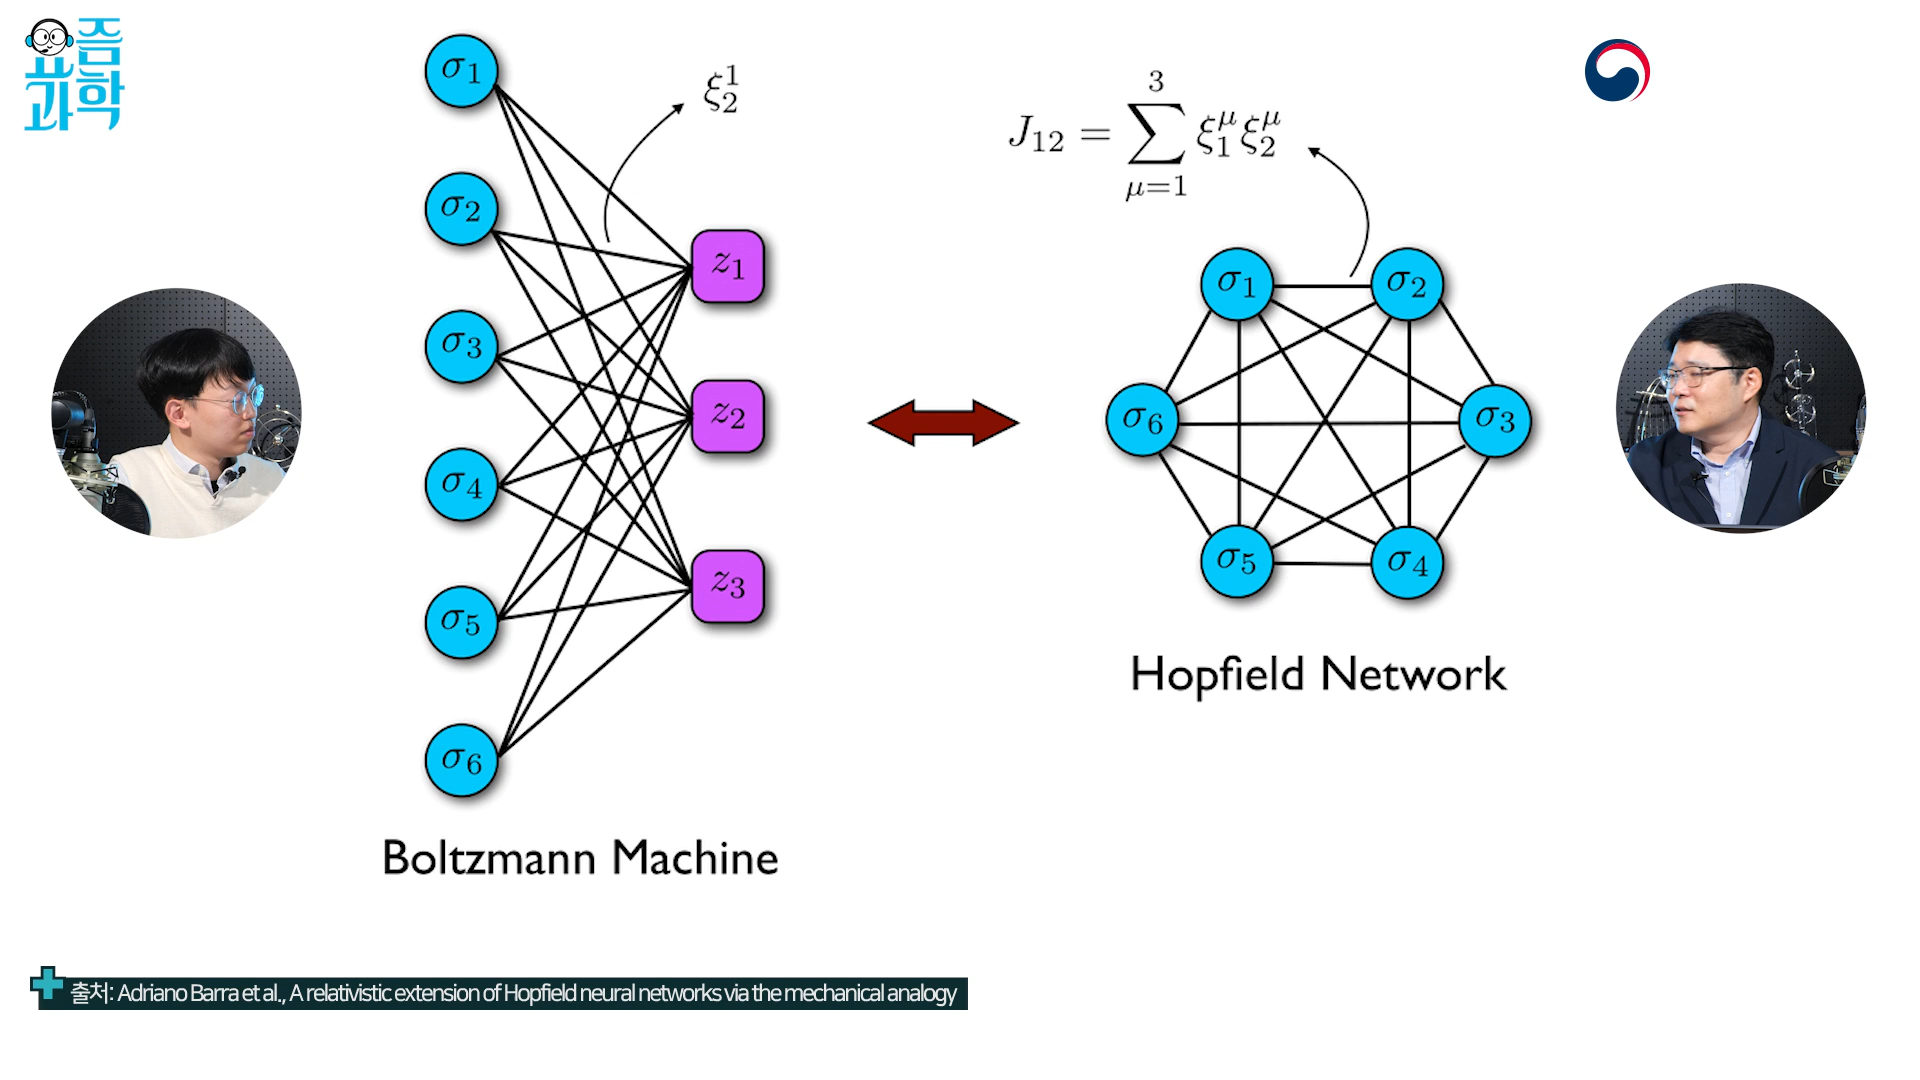 요즘과학
σ1
σ2
σ3
σ4
σ5
σ6
z1
z2
z3
ξ₂¹
Boltzmann Machine
J₁₂ = ∑_{μ=1}^{3} ξ₁^μ ξ₂^μ
σ1
σ2
σ6
σ3
σ5
σ4
Hopfield Network
출처: Adriano Barra et al., A relativistic extension of Hopfield neural networks via the mechanical analogy